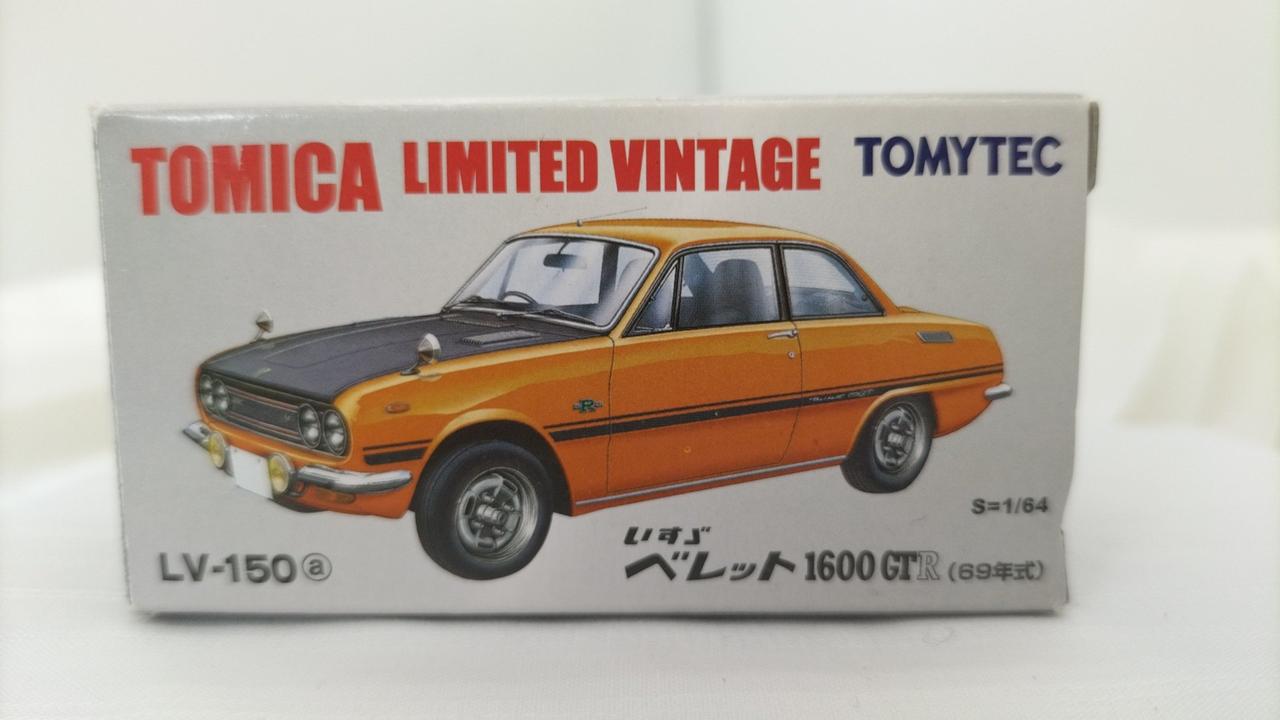 TOMICA LIMITED VINTAGE TOMYTEC
R
S=1/64
LV-150ⓐ
いすゞ
ベレット 1600 GTR (69年式)